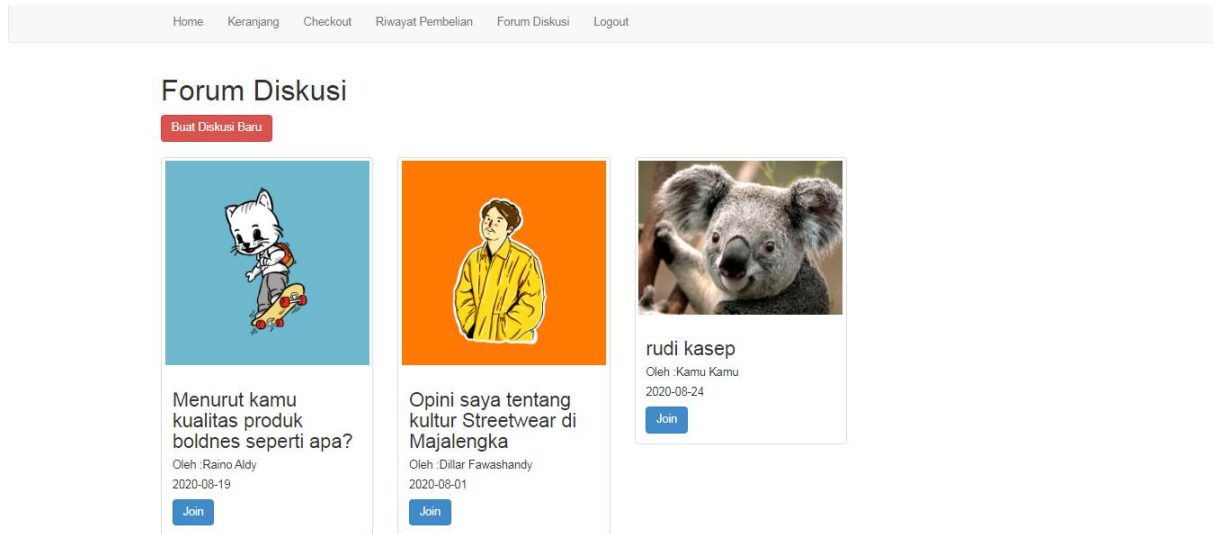 Home Keranjang Checkout Riwayat Pembelian Forum Diskusi Logout
Forum Diskusi
Buat Diskusi Baru
Menurut kamu
kualitas produk
boldnes seperti apa?
Oleh :Raino Aldy
2020-08-19
Join
Opini saya tentang
kultur Streetwear di
Majalengka
Oleh :Dillar Fawashandy
2020-08-01
Join
rudi kasep
Oleh :Kamu Kamu
2020-08-24
Join